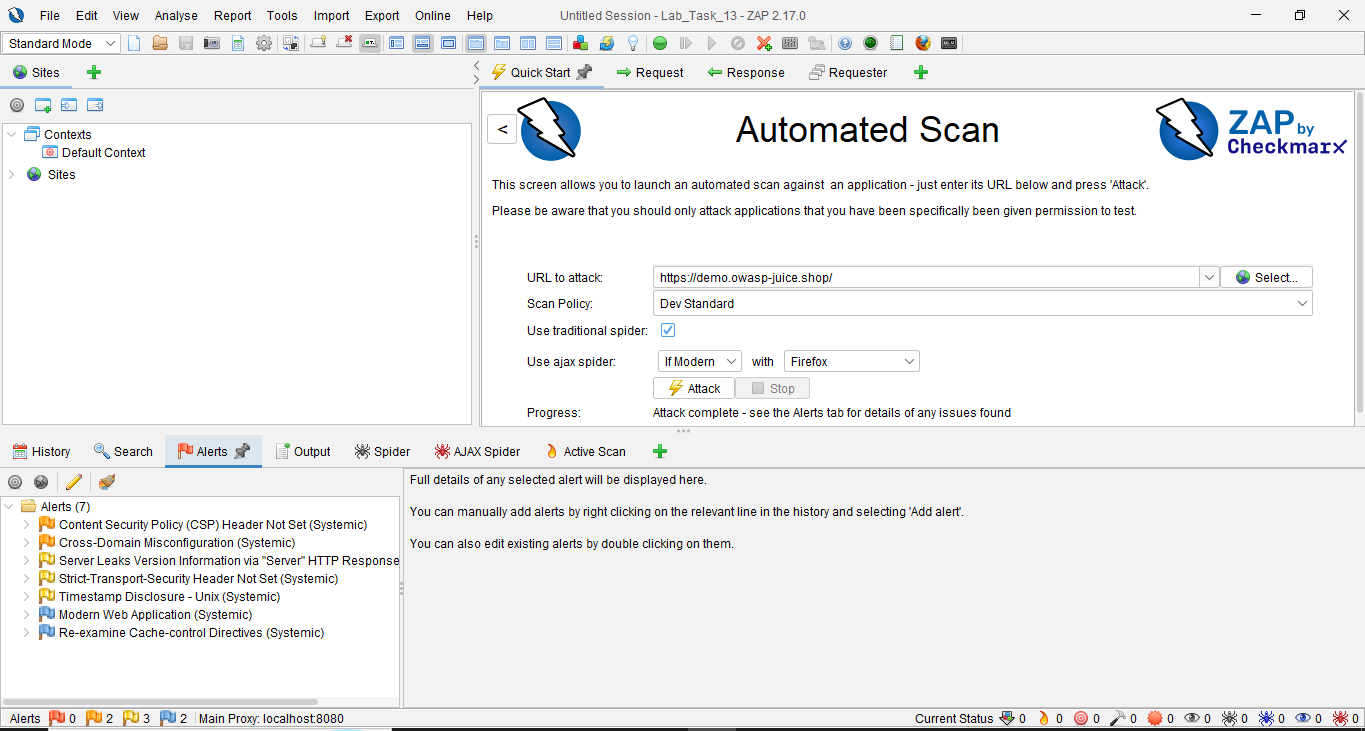 File Edit View Analyse Report Tools Import Export Online Help Untitled Session - Lab_Task_13 - ZAP 2.17.0
Standard Mode
Sites
Quick Start Request Response Requester
Contexts
Default Context
Sites
<
Automated Scan
ZAP by
Checkmarx
This screen allows you to launch an automated scan against an application - just enter its URL below and press 'Attack'.
Please be aware that you should only attack applications that you have been specifically been given permission to test.
URL to attack: https://demo.owasp-juice.shop/ Select...
Scan Policy: Dev Standard
Use traditional spider:
Use ajax spider: If Modern with Firefox
Attack Stop
Progress: Attack complete - see the Alerts tab for details of any issues found
History Search Alerts Output Spider AJAX Spider Active Scan
Alerts (7)
Content Security Policy (CSP) Header Not Set (Systemic)
Cross-Domain Misconfiguration (Systemic)
Server Leaks Version Information via "Server" HTTP Response
Strict-Transport-Security Header Not Set (Systemic)
Timestamp Disclosure - Unix (Systemic)
Modern Web Application (Systemic)
Re-examine Cache-control Directives (Systemic)
Full details of any selected alert will be displayed here.
You can manually add alerts by right clicking on the relevant line in the history and selecting 'Add alert'.
You can also edit existing alerts by double clicking on them.
Alerts 0 2 3 2 Main Proxy: localhost:8080 Current Status 0 0 0 0 0 0 0 0 0 0